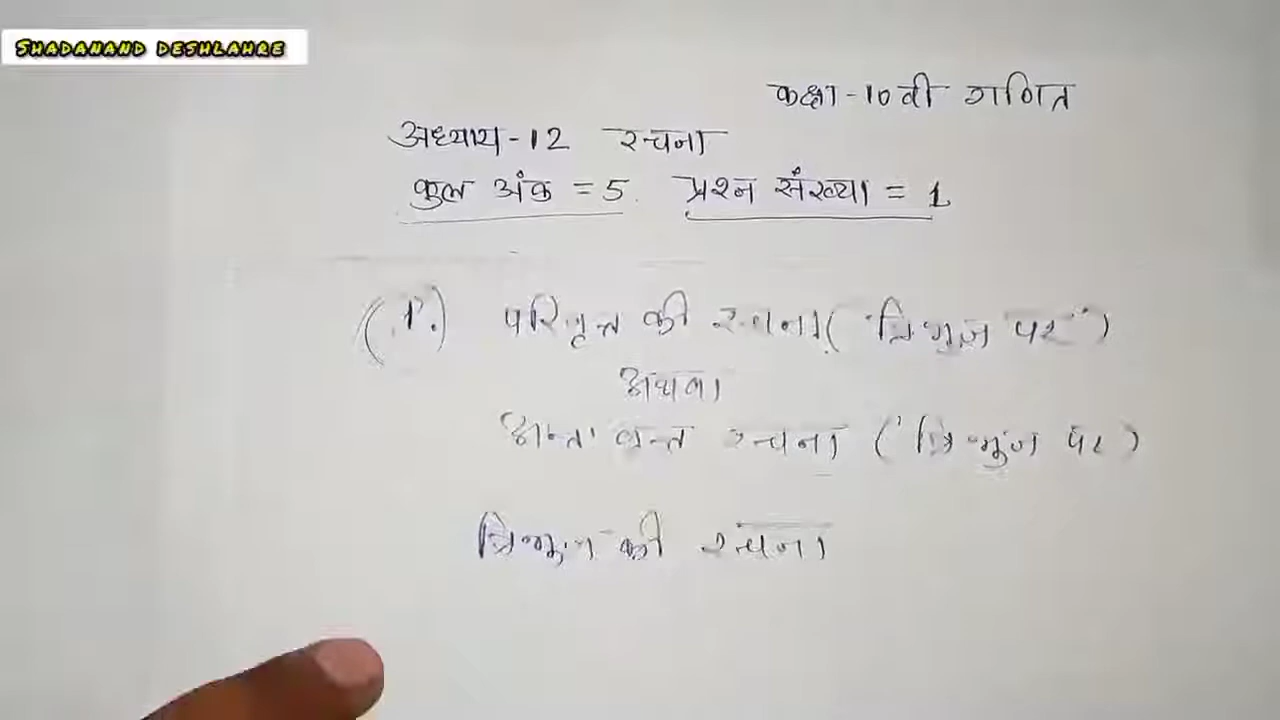 SHADANAND DESHLAHRE
कक्षा-10वी गणित
अध्याय-12 रचना
कुल अंक = 5 प्रश्न संख्या = 1
(1.) परिवृत्त की रचना ( "त्रिभुज पर" )
अथवा
अन्तः वृत्त रचना ( 'त्रिभुज पर )
त्रिभुज की रचना